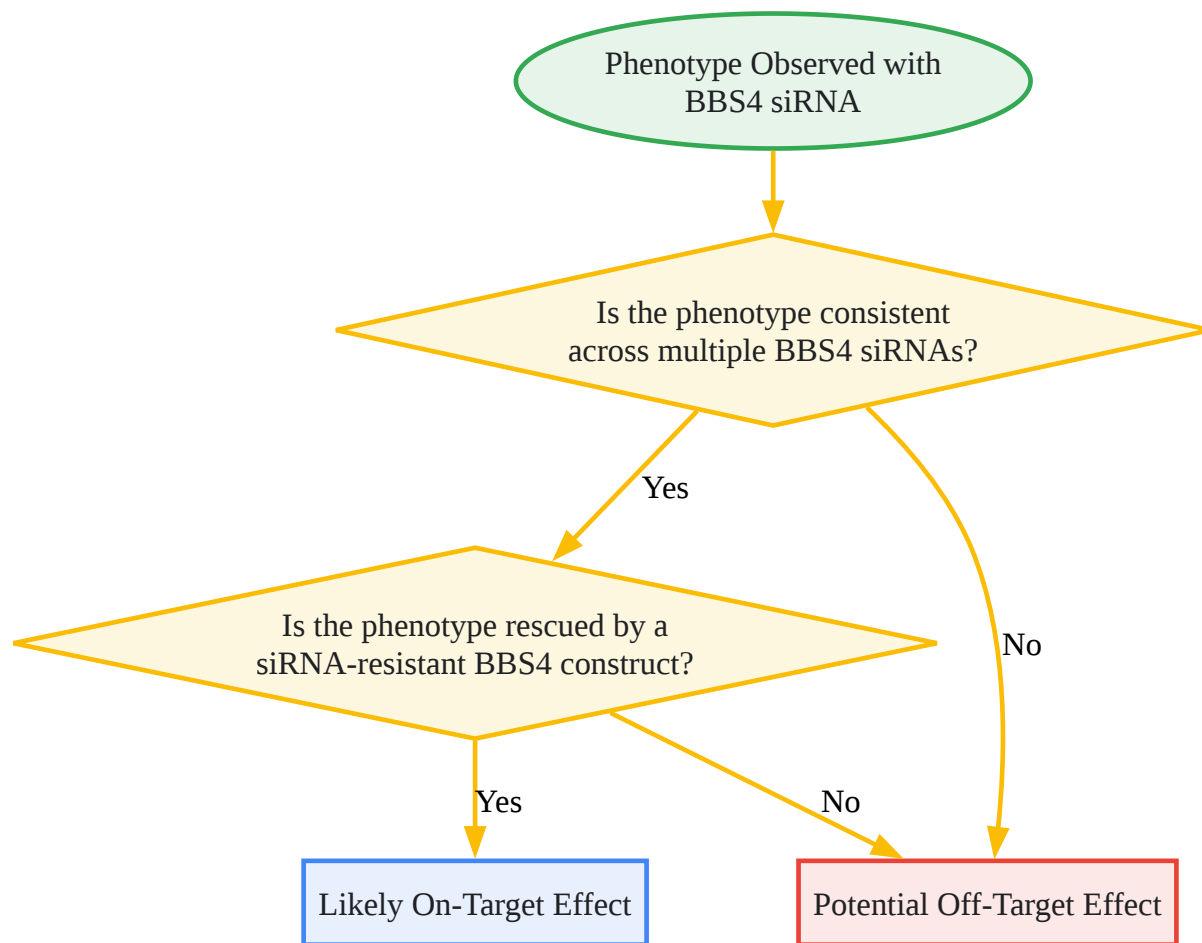 Phenotype Observed with
BBS4 siRNA
Is the phenotype consistent
across multiple BBS4 siRNAs?
Yes
No
Is the phenotype rescued by a
siRNA-resistant BBS4 construct?
Yes
No
Likely On-Target Effect
Potential Off-Target Effect